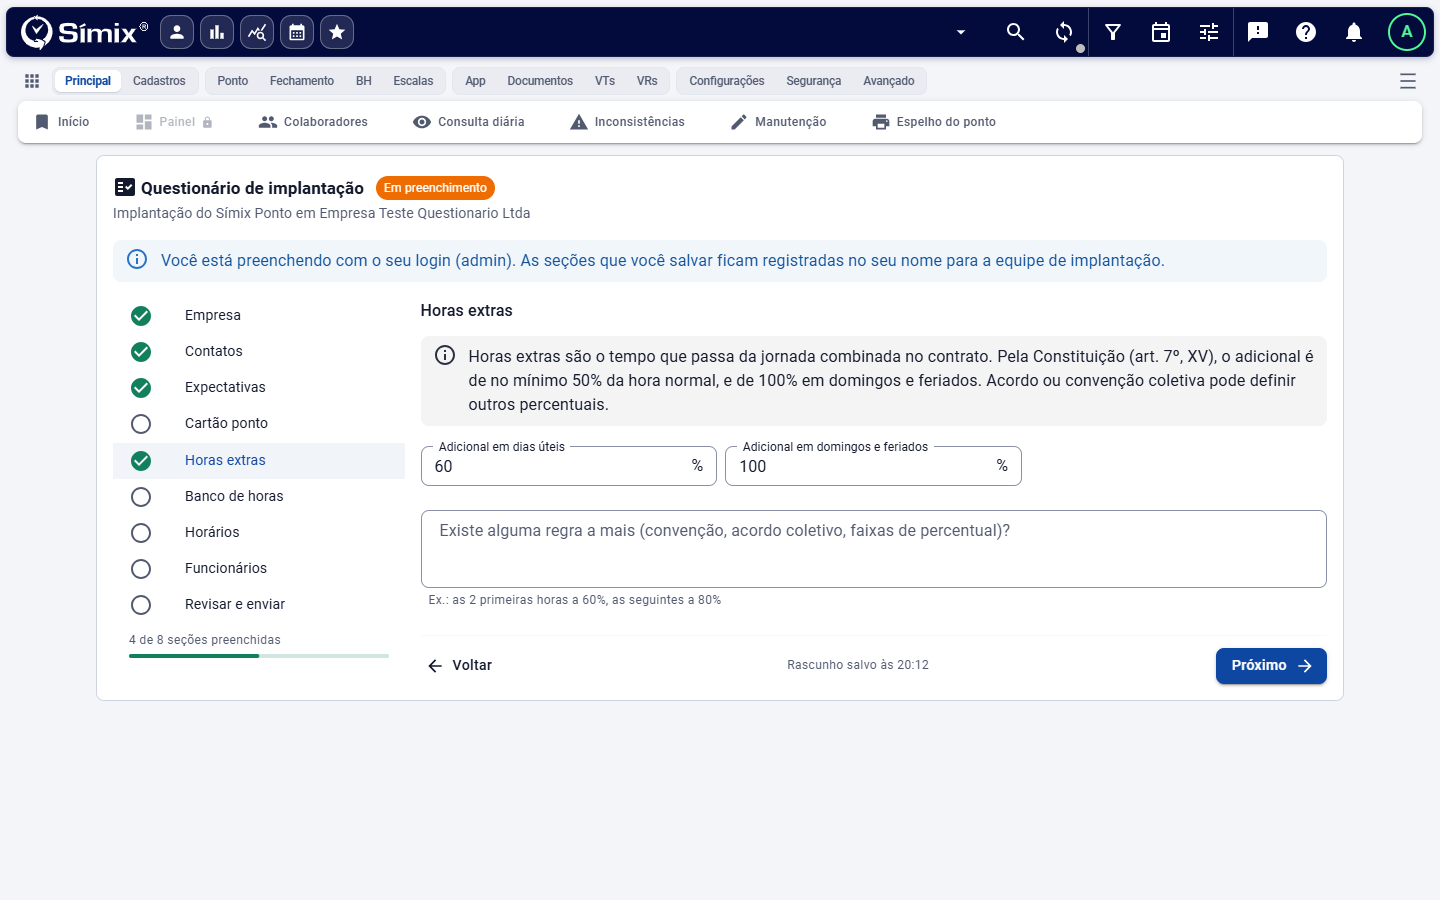 Símix®
A
Principal
Cadastros
Ponto
Fechamento
BH
Escalas
App
Documentos
VTs
VRs
Configurações
Segurança
Avançado
Início
Painel
Colaboradores
Consulta diária
Inconsistências
Manutenção
Espelho do ponto
Questionário de implantação
Em preenchimento
Implantação do Símix Ponto em Empresa Teste Questionario Ltda
Você está preenchendo com o seu login (admin). As seções que você salvar ficam registradas no seu nome para a equipe de implantação.
Empresa
Contatos
Expectativas
Cartão ponto
Horas extras
Banco de horas
Horários
Funcionários
Revisar e enviar
4 de 8 seções preenchidas
Horas extras
Horas extras são o tempo que passa da jornada combinada no contrato. Pela Constituição (art. 7º, XV), o adicional é
de no mínimo 50% da hora normal, e de 100% em domingos e feriados. Acordo ou convenção coletiva pode definir
outros percentuais.
Adicional em dias úteis
60 %
Adicional em domingos e feriados
100 %
Existe alguma regra a mais (convenção, acordo coletivo, faixas de percentual)?
Ex.: as 2 primeiras horas a 60%, as seguintes a 80%
Voltar
Rascunho salvo às 20:12
Próximo